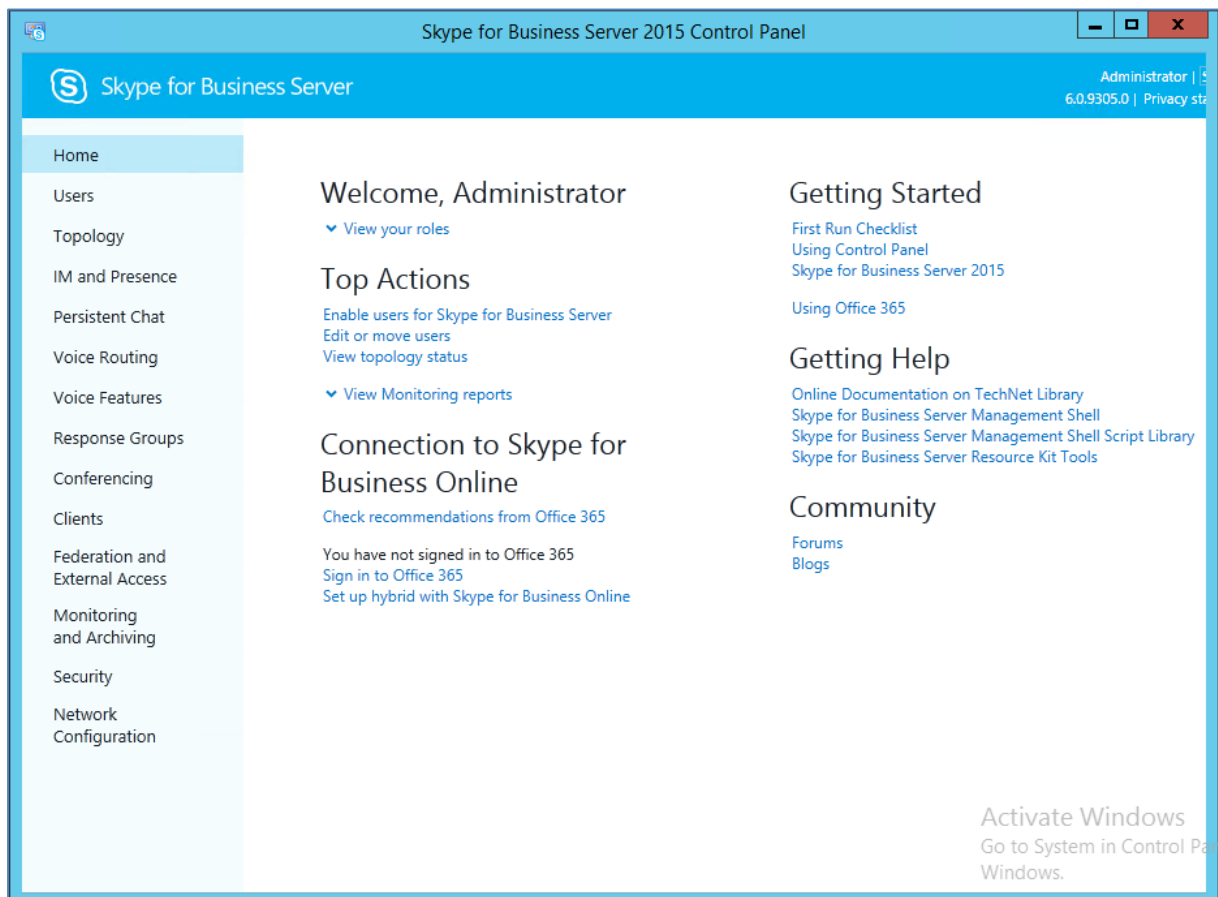 Skype for Business Server 2015 Control Panel
Skype for Business Server
Administrator |
6.0.9305.0 | Privacy
Home
Users
Topology
IM and Presence
Persistent Chat
Voice Routing
Voice Features
Response Groups
Conferencing
Clients
Federation and
External Access
Monitoring
and Archiving
Security
Network
Configuration
Welcome, Administrator
View your roles
Top Actions
Enable users for Skype for Business Server
Edit or move users
View topology status
View Monitoring reports
Connection to Skype for
Business Online
Check recommendations from Office 365
You have not signed in to Office 365
Sign in to Office 365
Set up hybrid with Skype for Business Online
Getting Started
First Run Checklist
Using Control Panel
Skype for Business Server 2015
Using Office 365
Getting Help
Online Documentation on TechNet Library
Skype for Business Server Management Shell
Skype for Business Server Management Shell Script Library
Skype for Business Server Resource Kit Tools
Community
Forums
Blogs
Activate Windows
Go to System in Control
Windows.